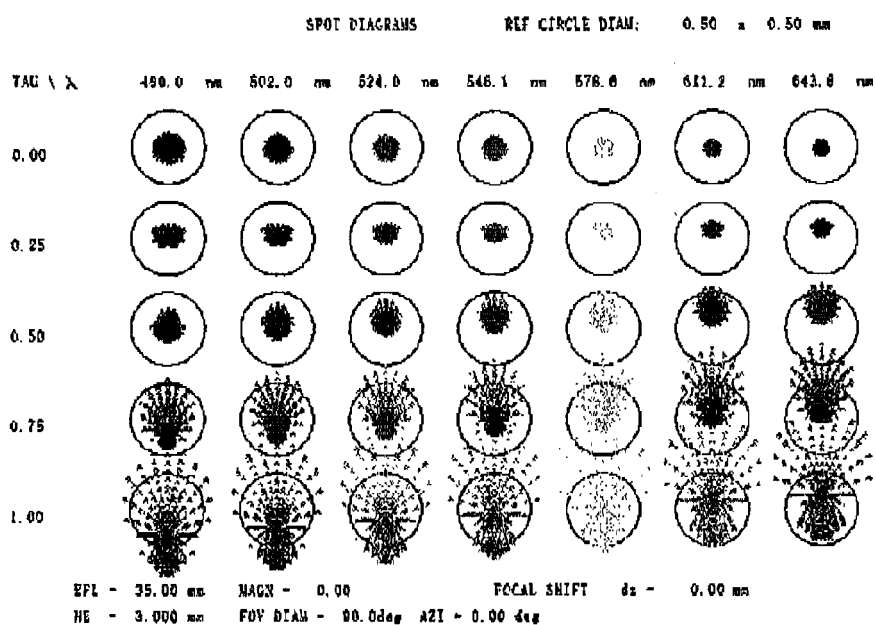 SPOT DIAGRAMS REF CIRCLE DIAM: 0.50 x 0.50 mm
TAU \ λ 480.0 nm 502.0 nm 524.0 nm 546.1 nm 578.6 nm 611.2 nm 643.8 nm
0.00
0.25
0.50
0.75
1.00
EFL - 35.00 mm MAGN - 0.00 FOCAL SHIFT dz - 0.00 mm
HE - 3.000 mm FOV DIAM - 90.0deg AZI - 0.00 deg